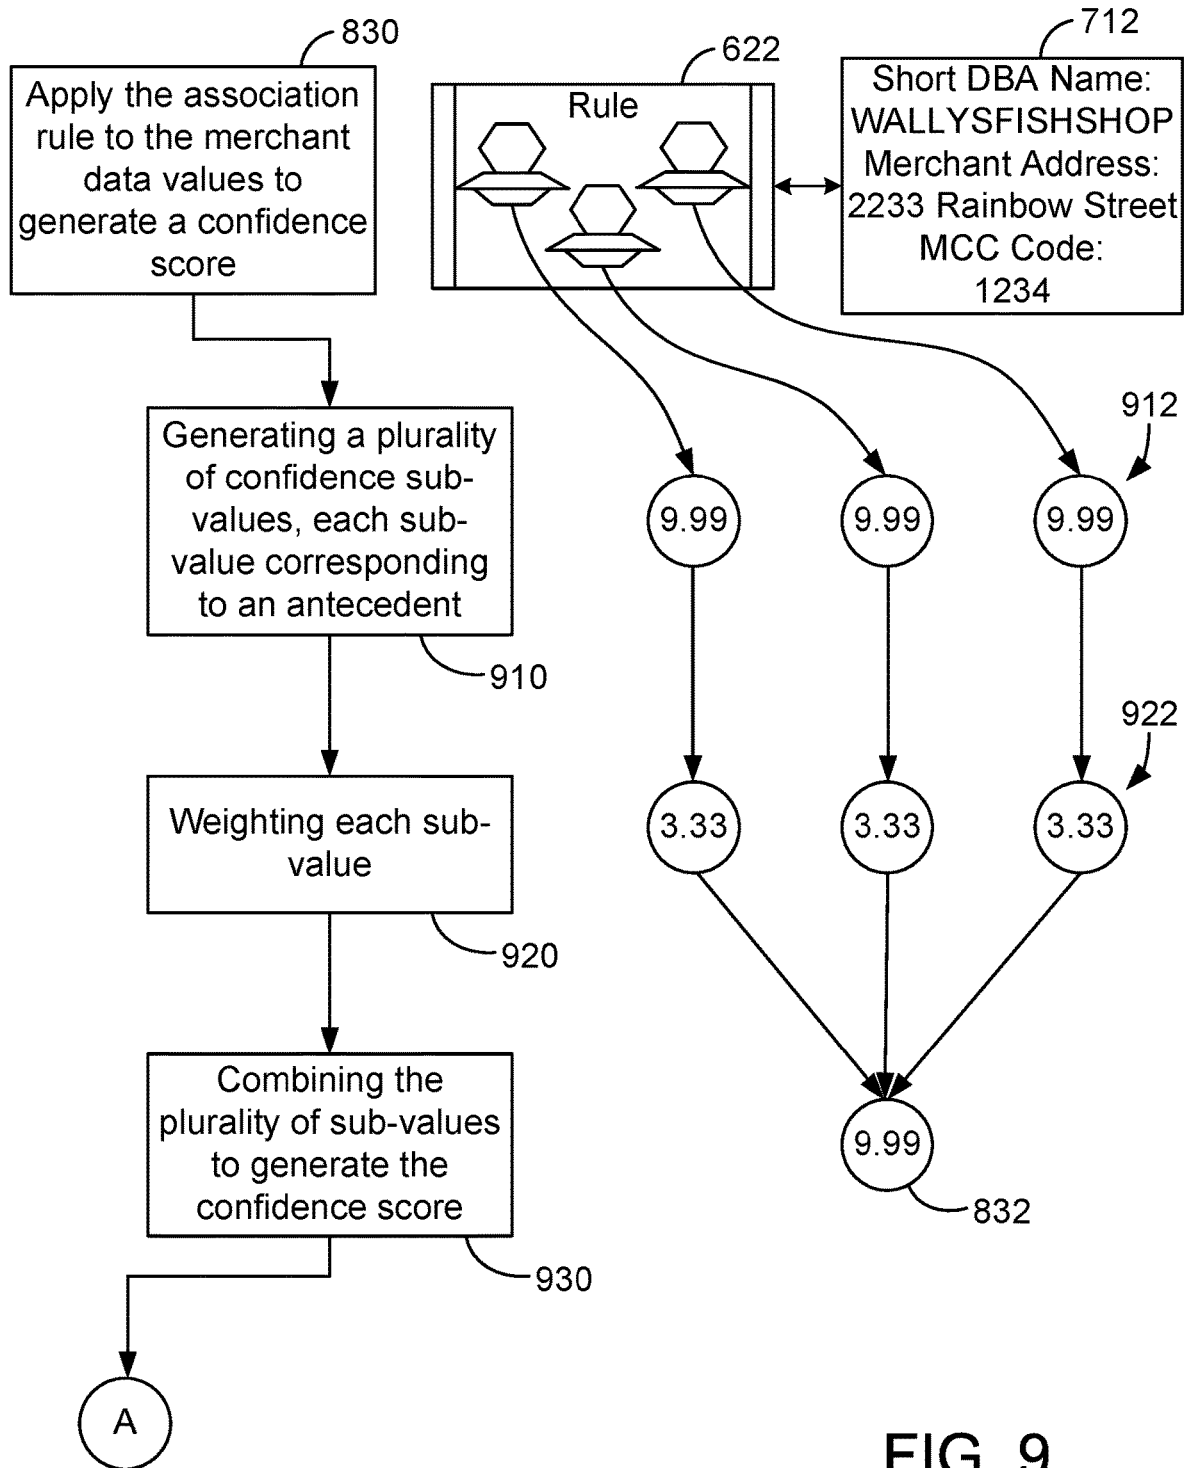 830
Apply the association
rule to the merchant
data values to
generate a confidence
score
622
Rule
712
Short DBA Name:
WALLYSFISHSHOP
Merchant Address:
2233 Rainbow Street
MCC Code:
1234
Generating a plurality
of confidence sub-
values, each sub-
value corresponding
to an antecedent
910
912
9.99
9.99
9.99
Weighting each sub-
value
920
922
3.33
3.33
3.33
Combining the
plurality of sub-values
to generate the
confidence score
930
9.99
832
A
FIG. 9